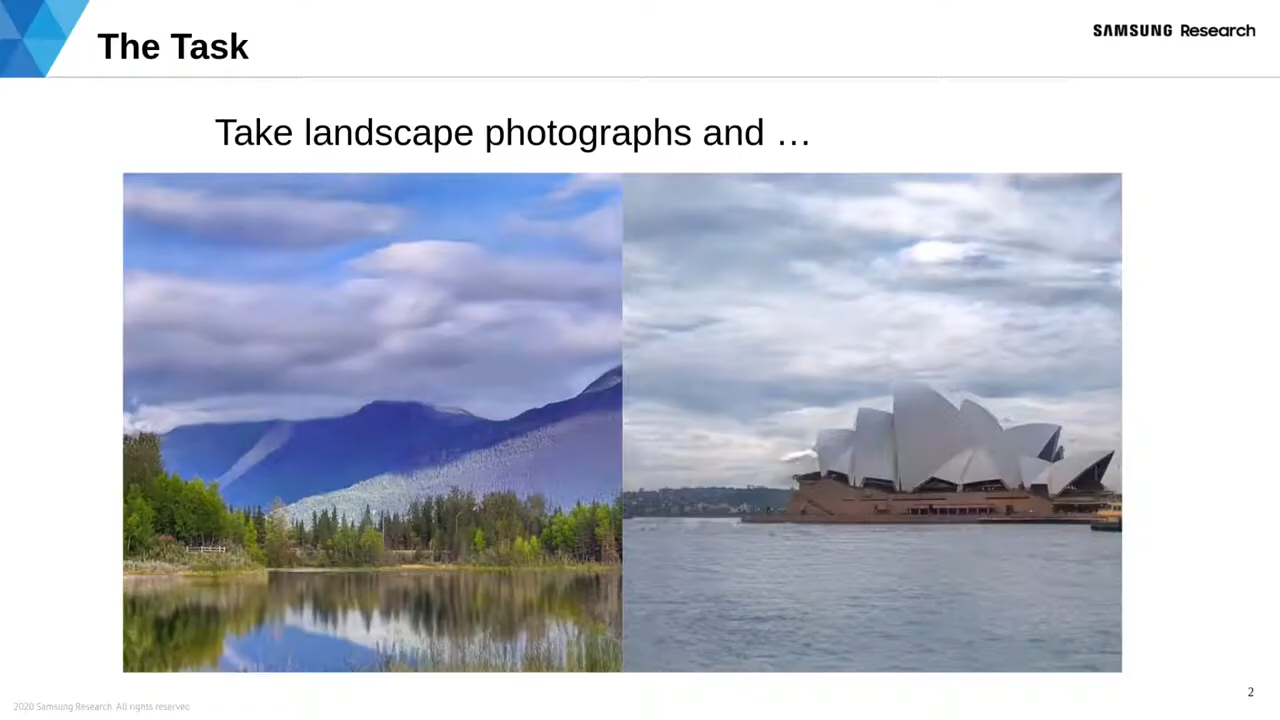 The Task
SAMSUNG Research
Take landscape photographs and …
2020 Samsung Research. All rights reserved
2